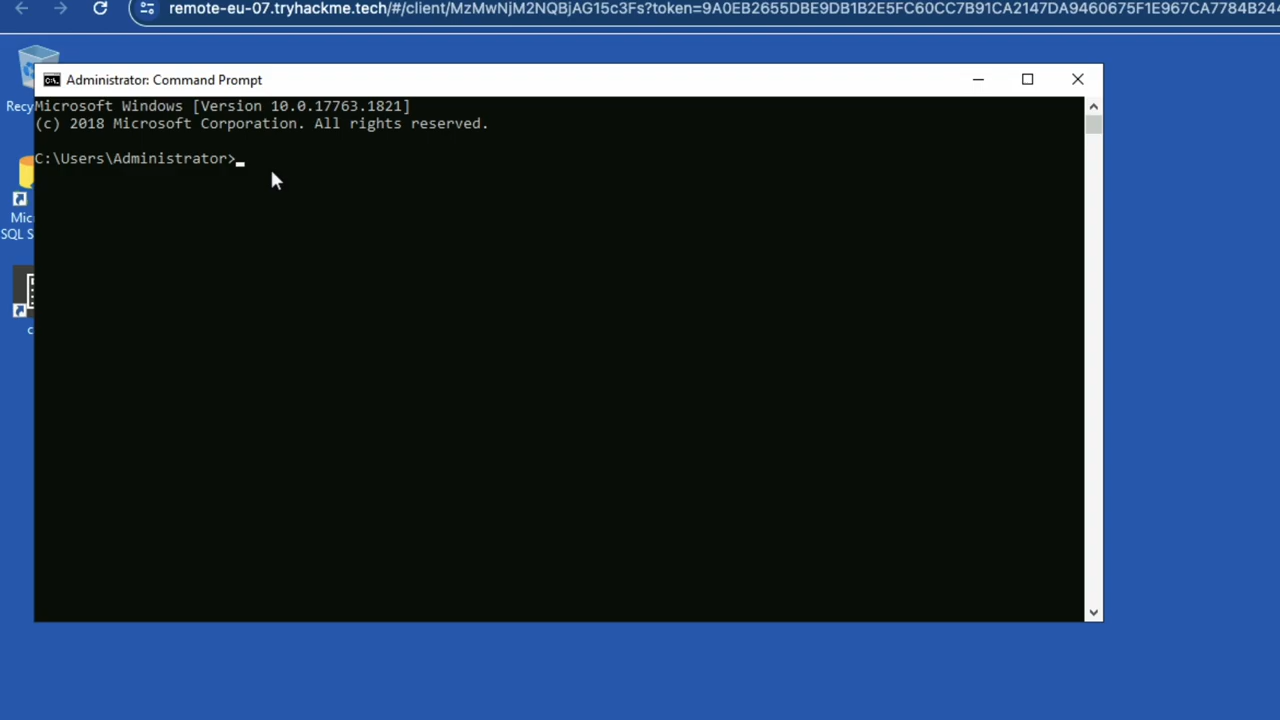 remote-eu-07.tryhackme.tech/#/client/MzMwNjM2NQBjAG15c3Fs?token=9A0EB2655DBE9DB1B2E5FC60CC7B91CA2147DA9460675F1E967CA7784B244
Administrator: Command Prompt
Recy
Microsoft Windows [Version 10.0.17763.1821]
(c) 2018 Microsoft Corporation. All rights reserved.
C:\Users\Administrator>
Mic
SQL S
c